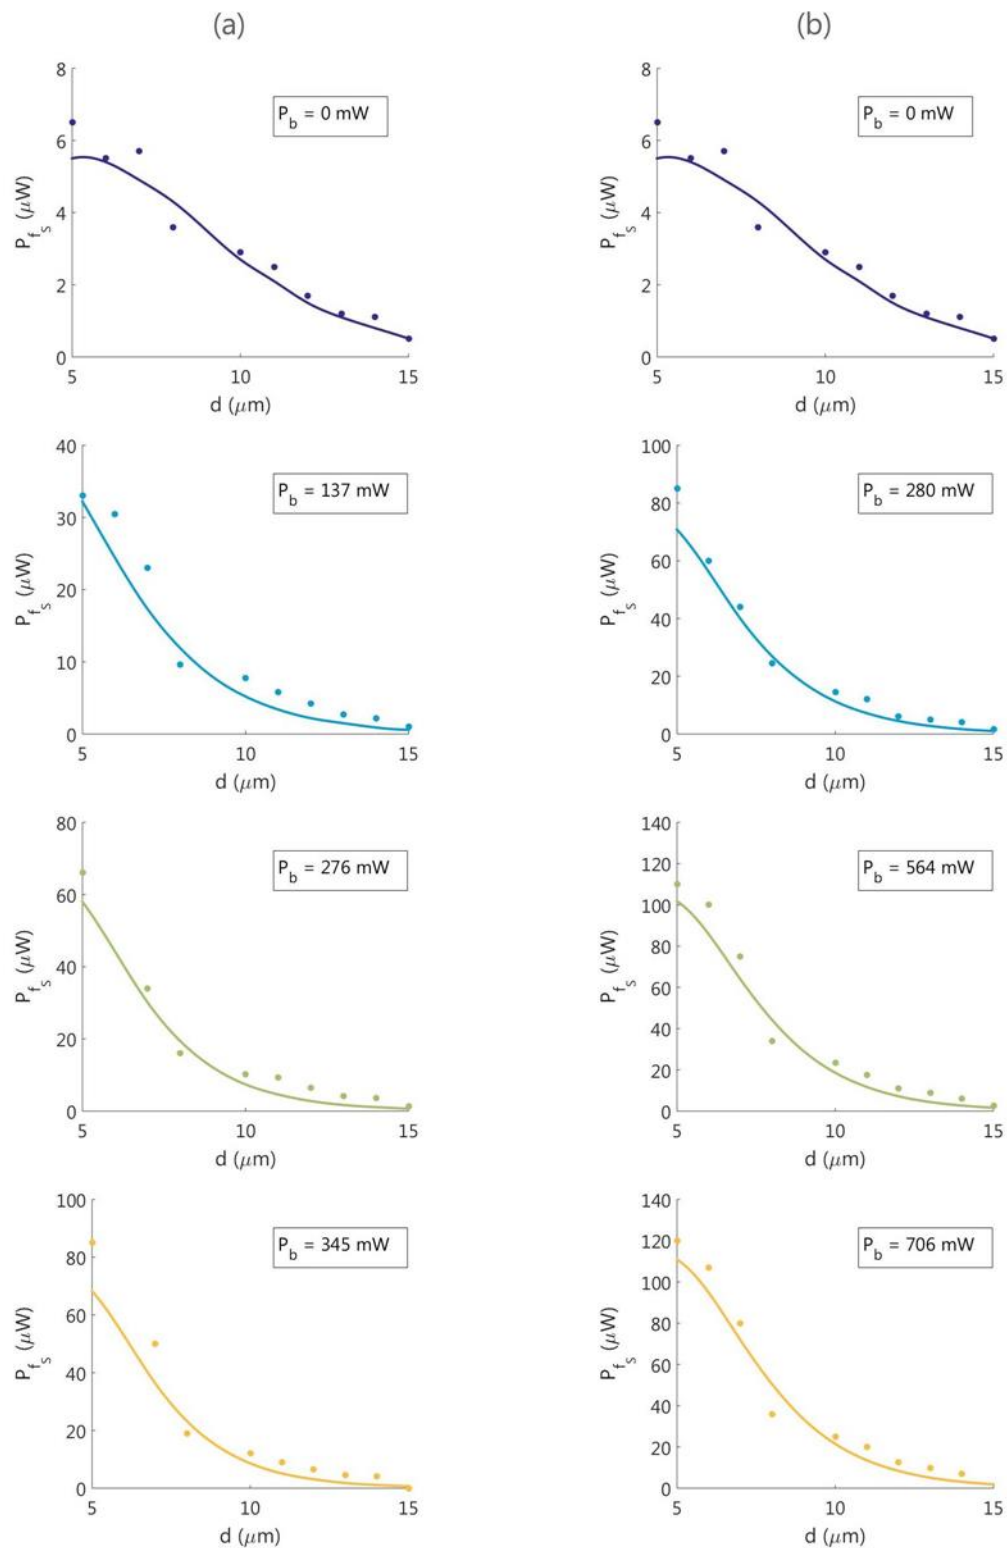 (a)
(b)
P_b = 0 mW
8
6
4
2
0
P_fs (μW)
5
10
15
d (μm)
P_b = 0 mW
8
6
4
2
0
P_fs (μW)
5
10
15
d (μm)
P_b = 137 mW
40
30
20
10
0
P_fs (μW)
5
10
15
d (μm)
P_b = 280 mW
100
80
60
40
20
0
P_fs (μW)
5
10
15
d (μm)
P_b = 276 mW
80
60
40
20
0
P_fs (μW)
5
10
15
d (μm)
P_b = 564 mW
140
120
100
80
60
40
20
0
P_fs (μW)
5
10
15
d (μm)
P_b = 345 mW
100
80
60
40
20
0
P_fs (μW)
5
10
15
d (μm)
P_b = 706 mW
140
120
100
80
60
40
20
0
P_fs (μW)
5
10
15
d (μm)